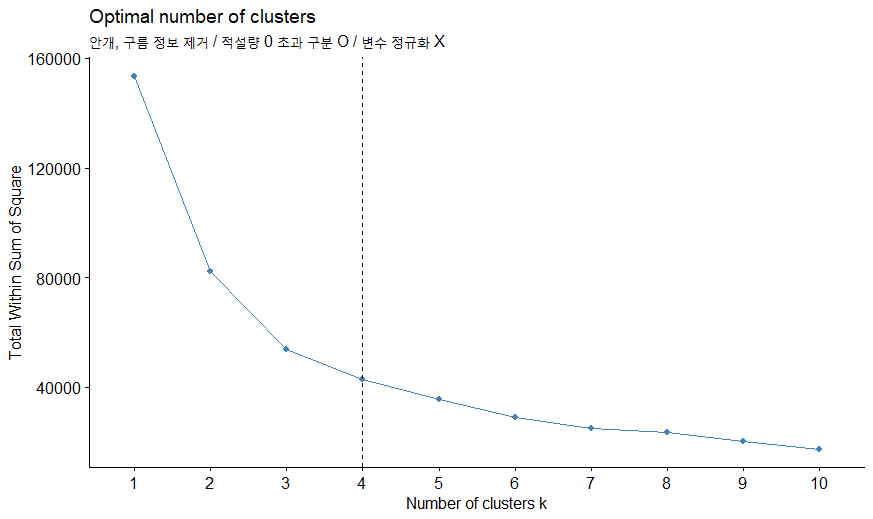 Optimal number of clusters
안개, 구름 정보 제거 / 적설량 0 초과 구분 O / 변수 정규화 X
160000
120000
80000
40000
Total Within Sum of Square
1 2 3 4 5 6 7 8 9 10
Number of clusters k